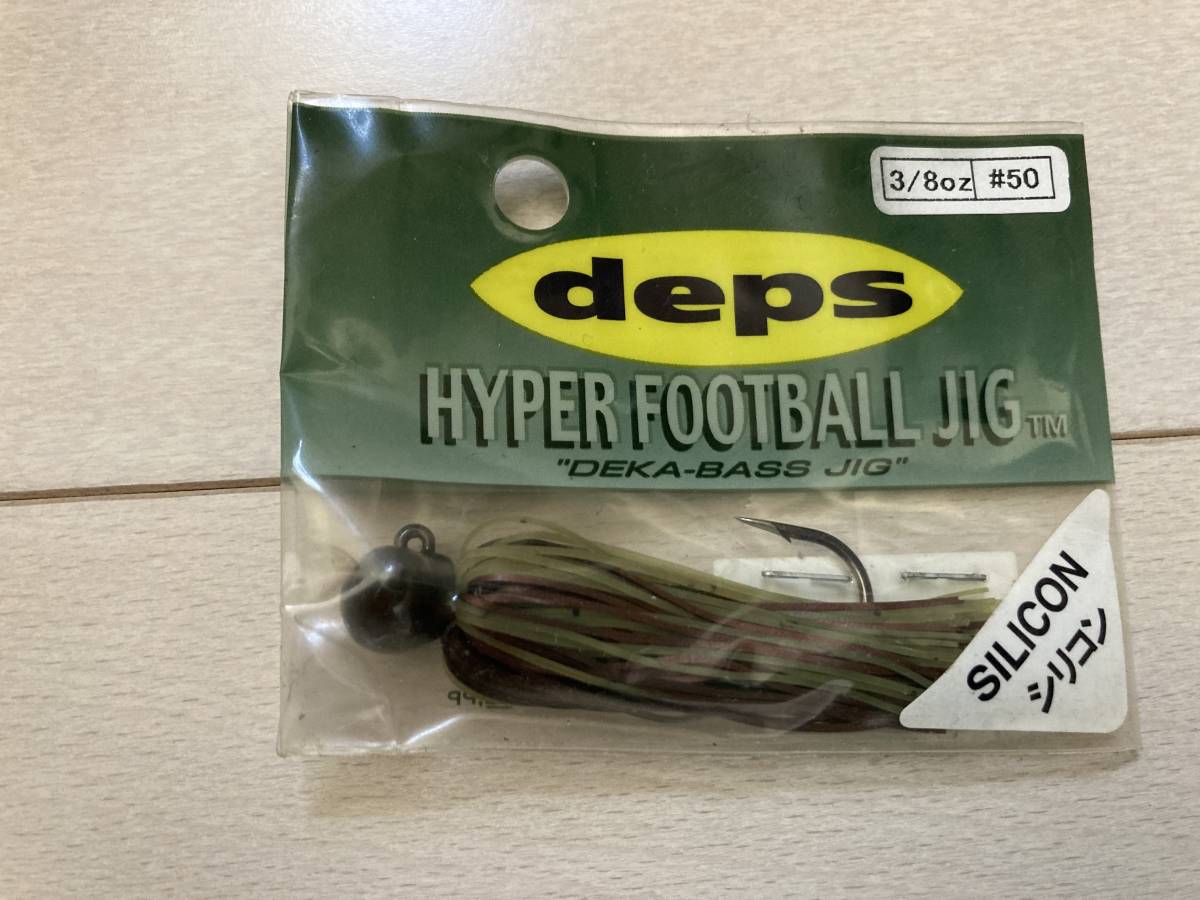 3/8oz #50
deps
HYPER FOOTBALL JIG TM
"DEKA-BASS JIG"
SILICON
シリコン